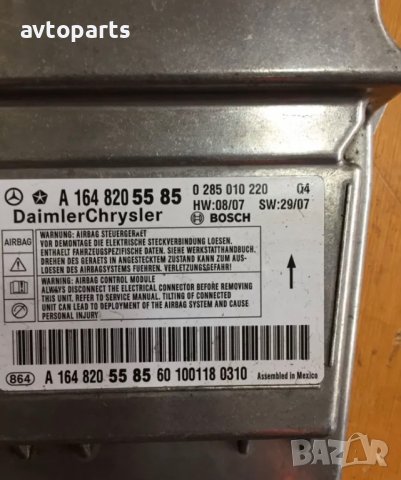 avtoparts
A 164 820 55 85
DaimlerChrysler
0 285 010 220 Q4
HW:08/07 SW:29/07
BOSCH
AIRBAG
WARNUNG: AIRBAG STEUERGERäET
VOR DEMONTAGE DIE ELEKTRISCHE STECKVERBINDUNG LOESEN.
ENTHÄLT FAHRZEUGSPEZIFISCHE DATEN. SIEHE WERKSTATTHANDBUCH.
DREHEN DES GERAETS IN ANGESTECKTEM ZUSTAND KANN ZUM AUS-
LOESEN DES AIRBAGSYSTEMS FUEHREN. VERLETZUNGSGEFAHR!
WARNING: AIRBAG CONTROL MODULE
ALWAYS DISCONNECT THE ELECTRICAL CONNECTOR BEFORE REMOVING
THIS UNIT. REFER TO SERVICE MANUAL. TILTING OF CONNECTED
UNIT CAN LEAD TO DEPLOYMENT OF THE AIRBAG SYSTEM AND CAUSE
PERSONAL INJURY
864 A 164 820 55 85 60 100118 0310 Assembled in Mexico
BAZAR